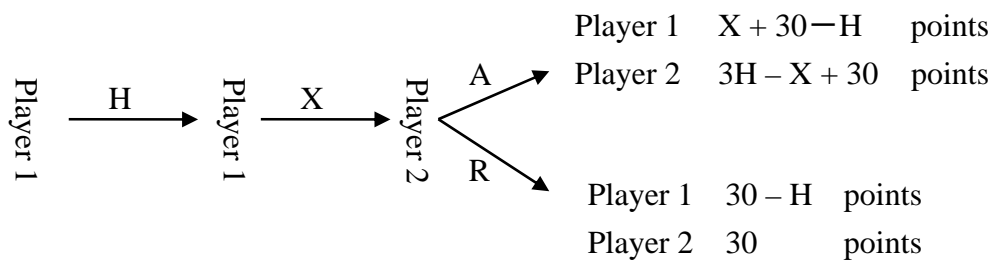 Player 1 X + 30－H points
Player 2 3H – X + 30 points
Player 1
H
Player 1
X
Player 2
A
R
Player 1 30 – H points
Player 2 30 points